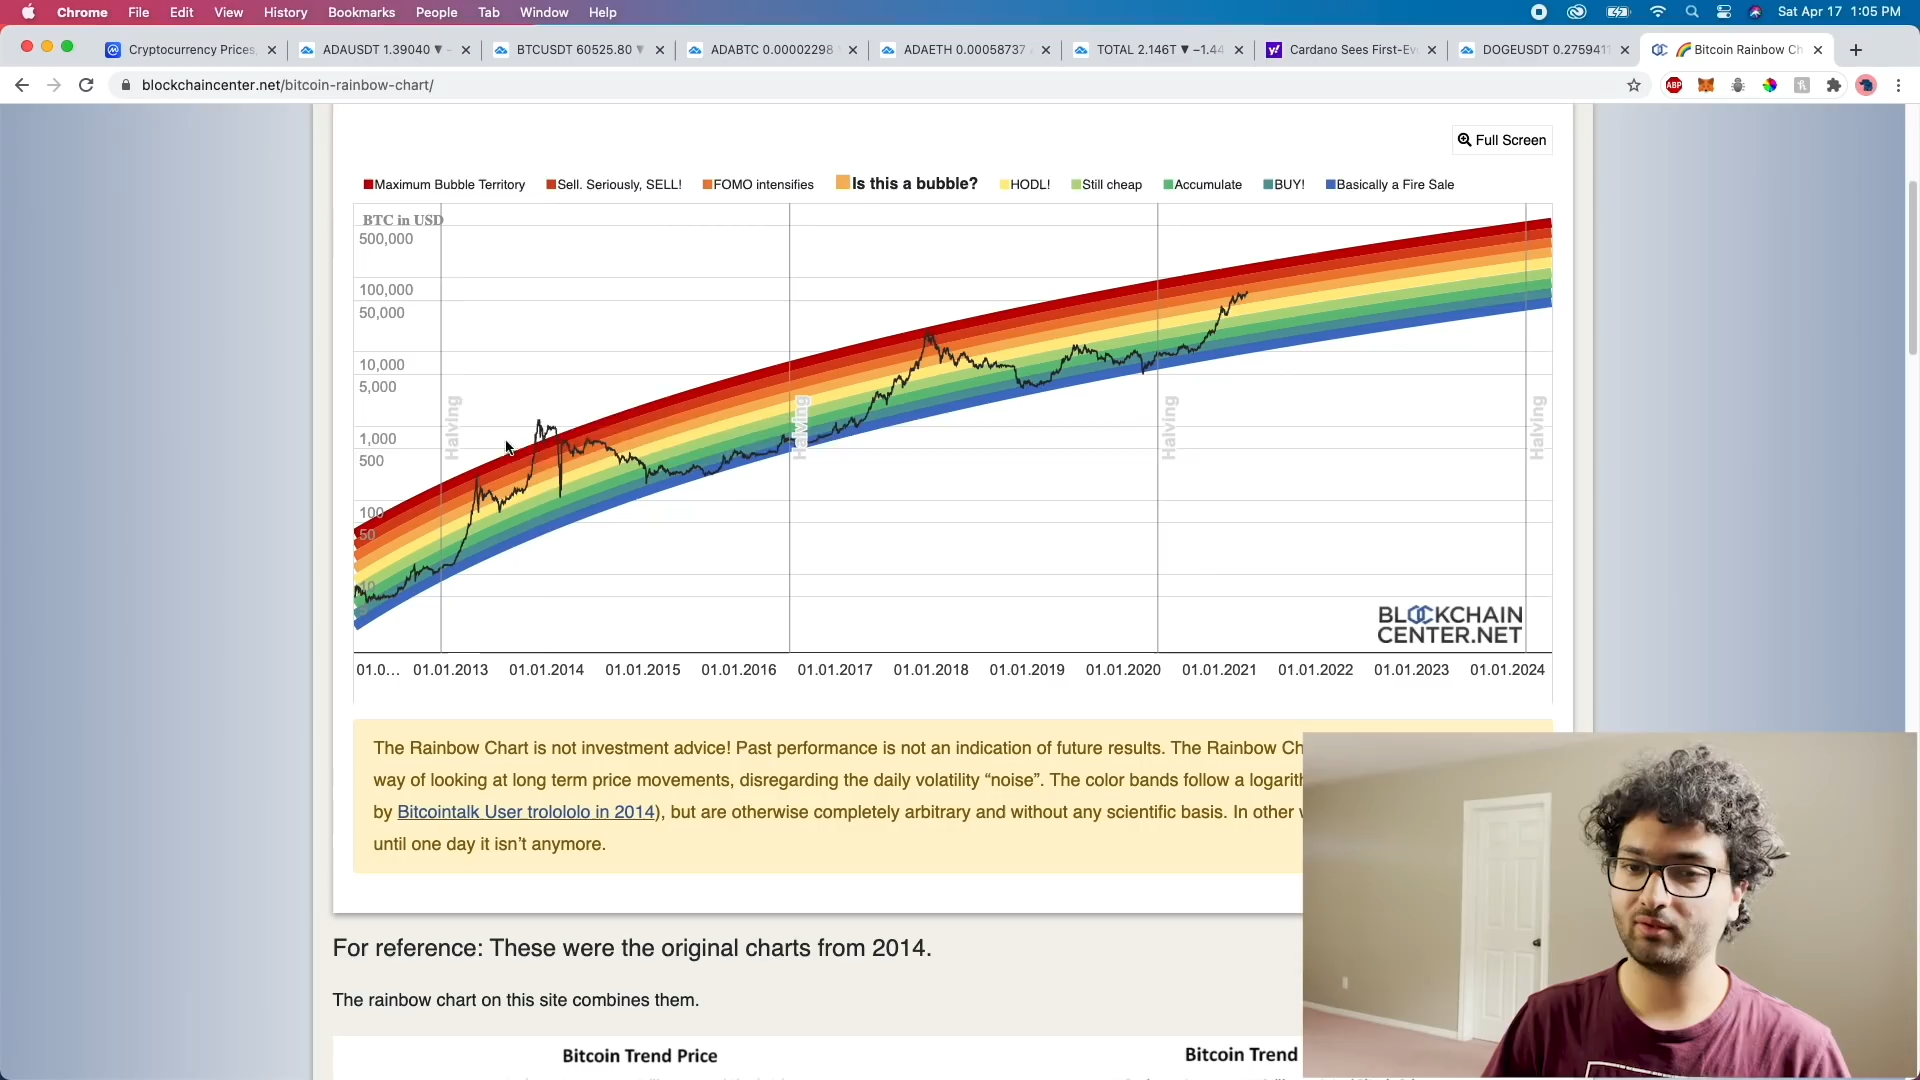 Chrome File Edit View History Bookmarks People Tab Window Help Sat Apr 17 1:05 PM
Cryptocurrency Prices, ADAUSDT 1.39040 ▼ - BTCUSDT 60525.80 ▼ ADABTC 0.00002298 ADAETH 0.00058737 TOTAL 2.146T ▼ −1.44 Cardano Sees First-Ev DOGEUSDT 0.2759411 Bitcoin Rainbow Ch
blockchaincenter.net/bitcoin-rainbow-chart/
ABP
Full Screen
Maximum Bubble Territory Sell. Seriously, SELL! FOMO intensifies Is this a bubble? HODL! Still cheap Accumulate BUY! Basically a Fire Sale
BTC in USD
500,000
100,000
50,000
10,000
5,000
1,000
500
100
50
10
Halving
Halving
Halving
Halving
BLOCKCHAIN
CENTER.NET
01.0... 01.01.2013 01.01.2014 01.01.2015 01.01.2016 01.01.2017 01.01.2018 01.01.2019 01.01.2020 01.01.2021 01.01.2022 01.01.2023 01.01.2024
The Rainbow Chart is not investment advice! Past performance is not an indication of future results. The Rainbow Ch
way of looking at long term price movements, disregarding the daily volatility “noise”. The color bands follow a logarith
by Bitcointalk User trolololo in 2014), but are otherwise completely arbitrary and without any scientific basis. In other
until one day it isn’t anymore.
For reference: These were the original charts from 2014.
The rainbow chart on this site combines them.
Bitcoin Trend Price Bitcoin Trend